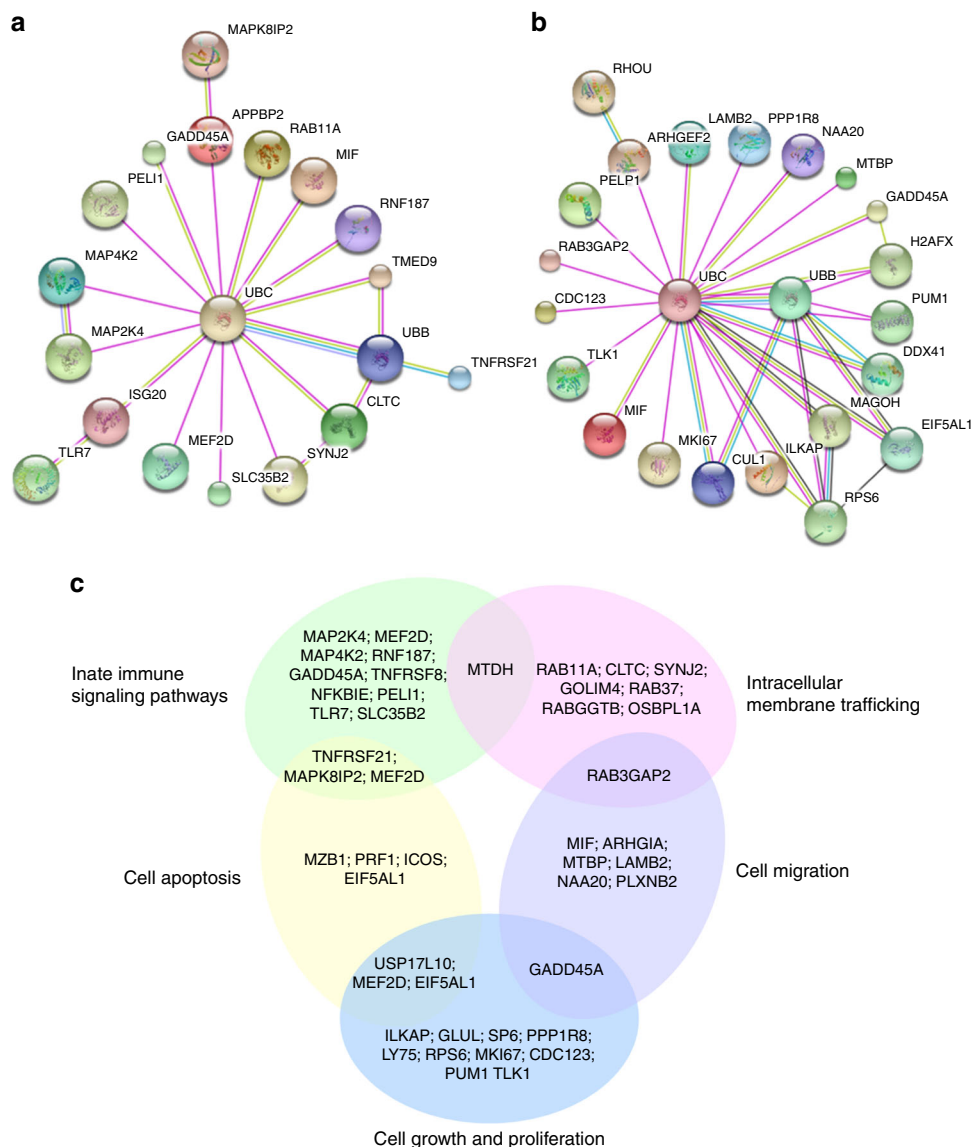 a
MAPK8IP2
APPBP2
GADD45A
RAB11A
MIF
PELI1
RNF187
MAP4K2
TMED9
UBC
UBB
MAP2K4
TNFRSF21
ISG20
CLTC
MEF2D
SYNJ2
TLR7
SLC35B2
b
RHOU
LAMB2
PPP1R8
ARHGEF2
NAA20
MTBP
PELP1
GADD45A
RAB3GAP2
H2AFX
UBC
UBB
CDC123
PUM1
TLK1
DDX41
MAGOH
MIF
EIF5AL1
MKI67
ILKAP
CUL1
RPS6
c
Inate immune
signaling pathways
MAP2K4; MEF2D;
MAP4K2; RNF187;
GADD45A; TNFRSF8;
NFKBIE; PELI1;
TLR7; SLC35B2
MTDH
RAB11A; CLTC; SYNJ2;
GOLIM4; RAB37;
RABGGTB; OSBPL1A
Intracellular
membrane trafficking
TNFRSF21;
MAPK8IP2; MEF2D
RAB3GAP2
Cell apoptosis
MZB1; PRF1; ICOS;
EIF5AL1
MIF; ARHGIA;
MTBP; LAMB2;
NAA20; PLXNB2
Cell migration
USP17L10;
MEF2D; EIF5AL1
GADD45A
ILKAP; GLUL; SP6; PPP1R8;
LY75; RPS6; MKI67; CDC123;
PUM1 TLK1
Cell growth and proliferation